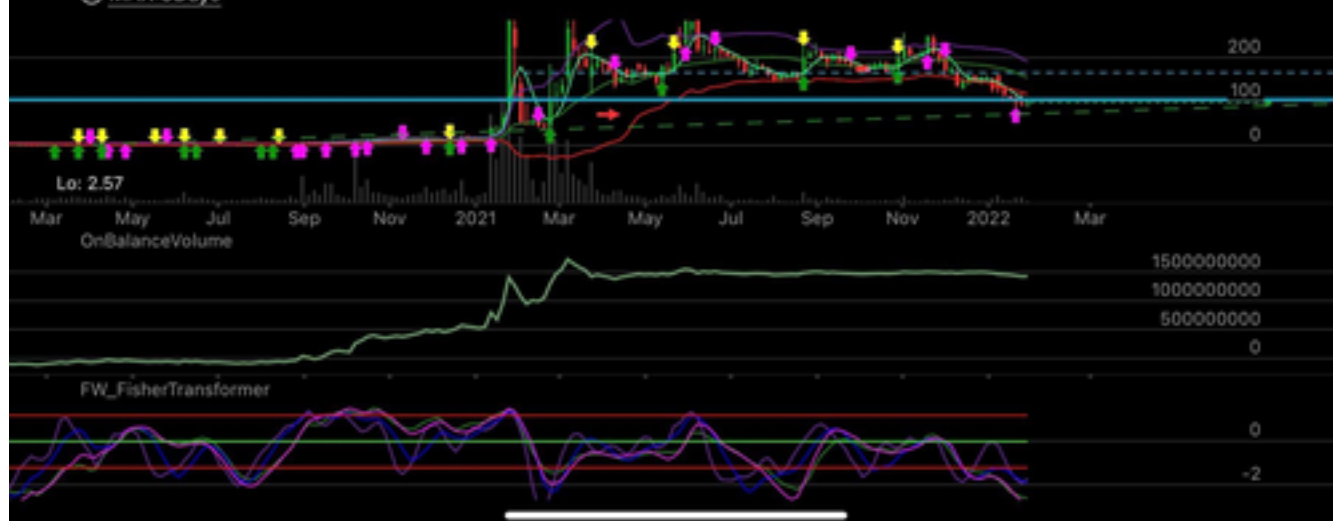 200
100
0
Lo: 2.57
Mar May Jul Sep Nov 2021 Mar May Jul Sep Nov 2022 Mar
OnBalanceVolume
1500000000
1000000000
500000000
0
FW_FisherTransformer
0
-2